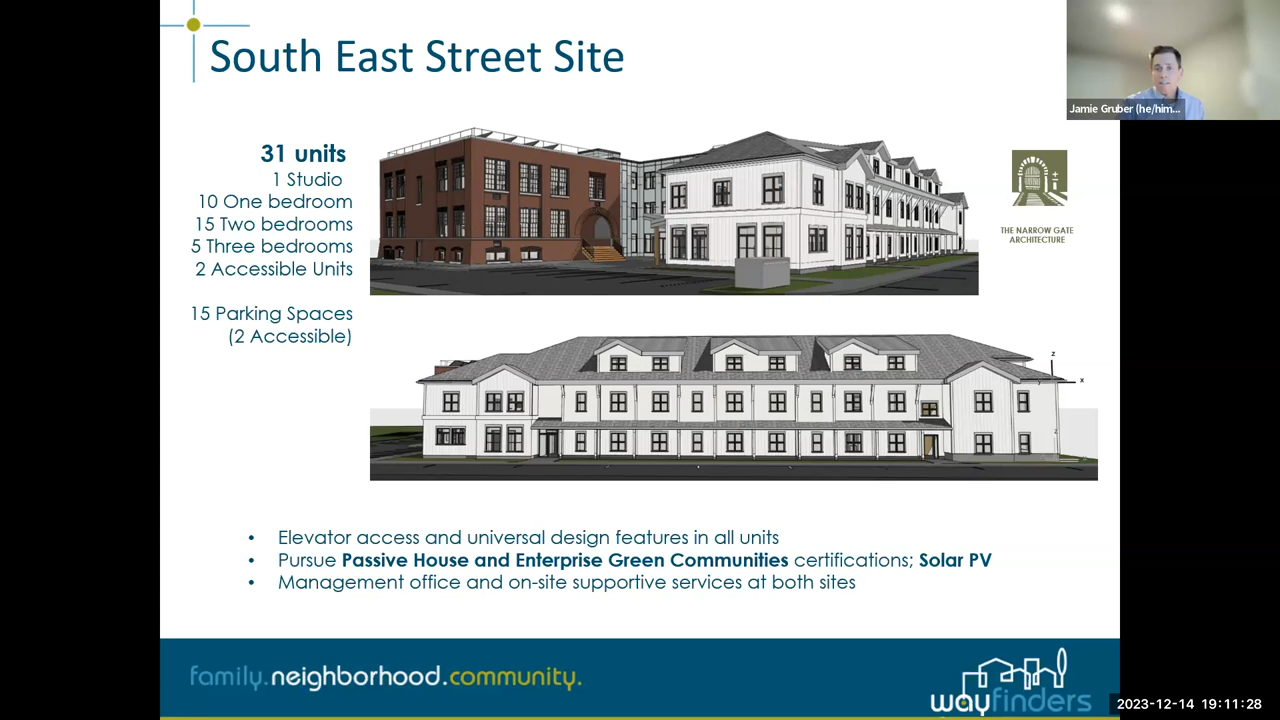 South East Street Site
Jamie Gruber (he/him...
31 units
1 Studio
10 One bedroom
15 Two bedrooms
5 Three bedrooms
2 Accessible Units
15 Parking Spaces
(2 Accessible)
THE NARROW GATE
ARCHITECTURE
z
x
• Elevator access and universal design features in all units
• Pursue Passive House and Enterprise Green Communities certifications; Solar PV
• Management office and on-site supportive services at both sites
family.neighborhood.community.
wayfinders
2023-12-14 19:11:28